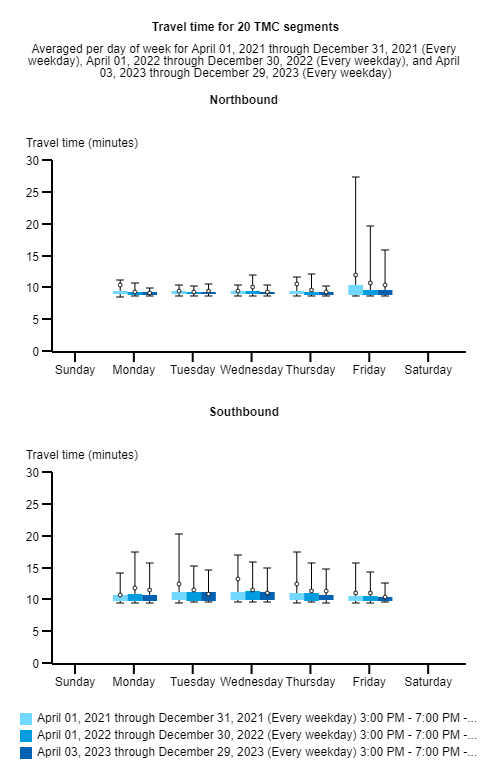 Travel time for 20 TMC segments
Averaged per day of week for April 01, 2021 through December 31, 2021 (Every
weekday), April 01, 2022 through December 30, 2022 (Every weekday), and April
03, 2023 through December 29, 2023 (Every weekday)
Northbound
Travel time (minutes)
30
25
20
15
10
5
0
Sunday Monday Tuesday Wednesday Thursday Friday Saturday
Southbound
Travel time (minutes)
30
25
20
15
10
5
0
Sunday Monday Tuesday Wednesday Thursday Friday Saturday
April 01, 2021 through December 31, 2021 (Every weekday) 3:00 PM - 7:00 PM -...
April 01, 2022 through December 30, 2022 (Every weekday) 3:00 PM - 7:00 PM -...
April 03, 2023 through December 29, 2023 (Every weekday) 3:00 PM - 7:00 PM -...